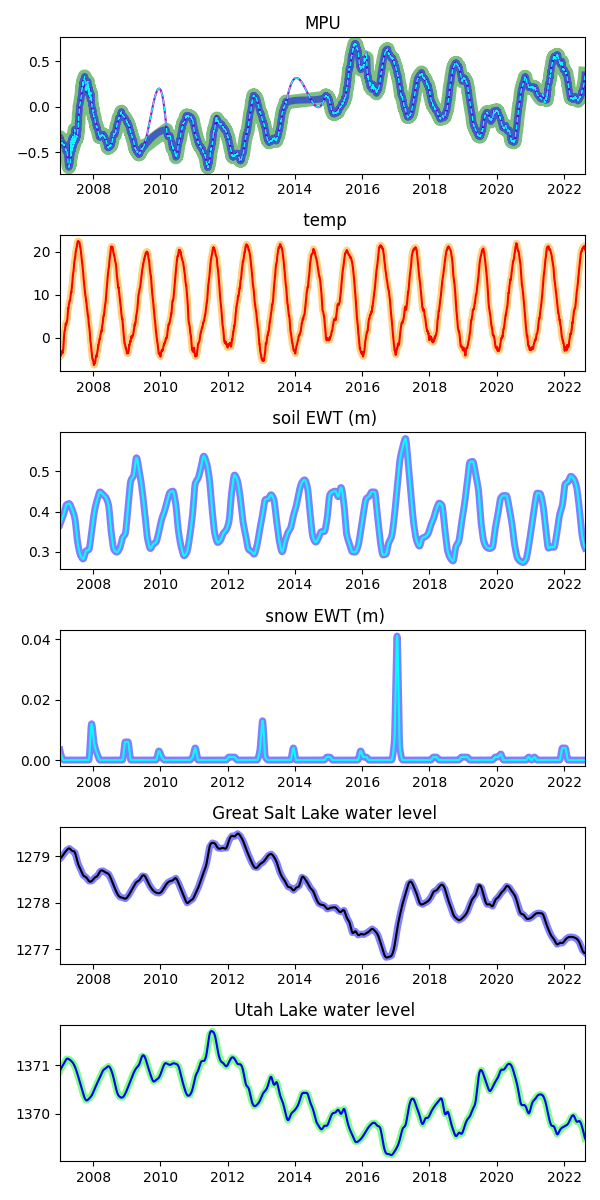 MPU
0.5
0.0
−0.5
2008 2010 2012 2014 2016 2018 2020 2022
temp
20
10
0
2008 2010 2012 2014 2016 2018 2020 2022
soil EWT (m)
0.5
0.4
0.3
2008 2010 2012 2014 2016 2018 2020 2022
snow EWT (m)
0.04
0.02
0.00
2008 2010 2012 2014 2016 2018 2020 2022
Great Salt Lake water level
1279
1278
1277
2008 2010 2012 2014 2016 2018 2020 2022
Utah Lake water level
1371
1370
2008 2010 2012 2014 2016 2018 2020 2022